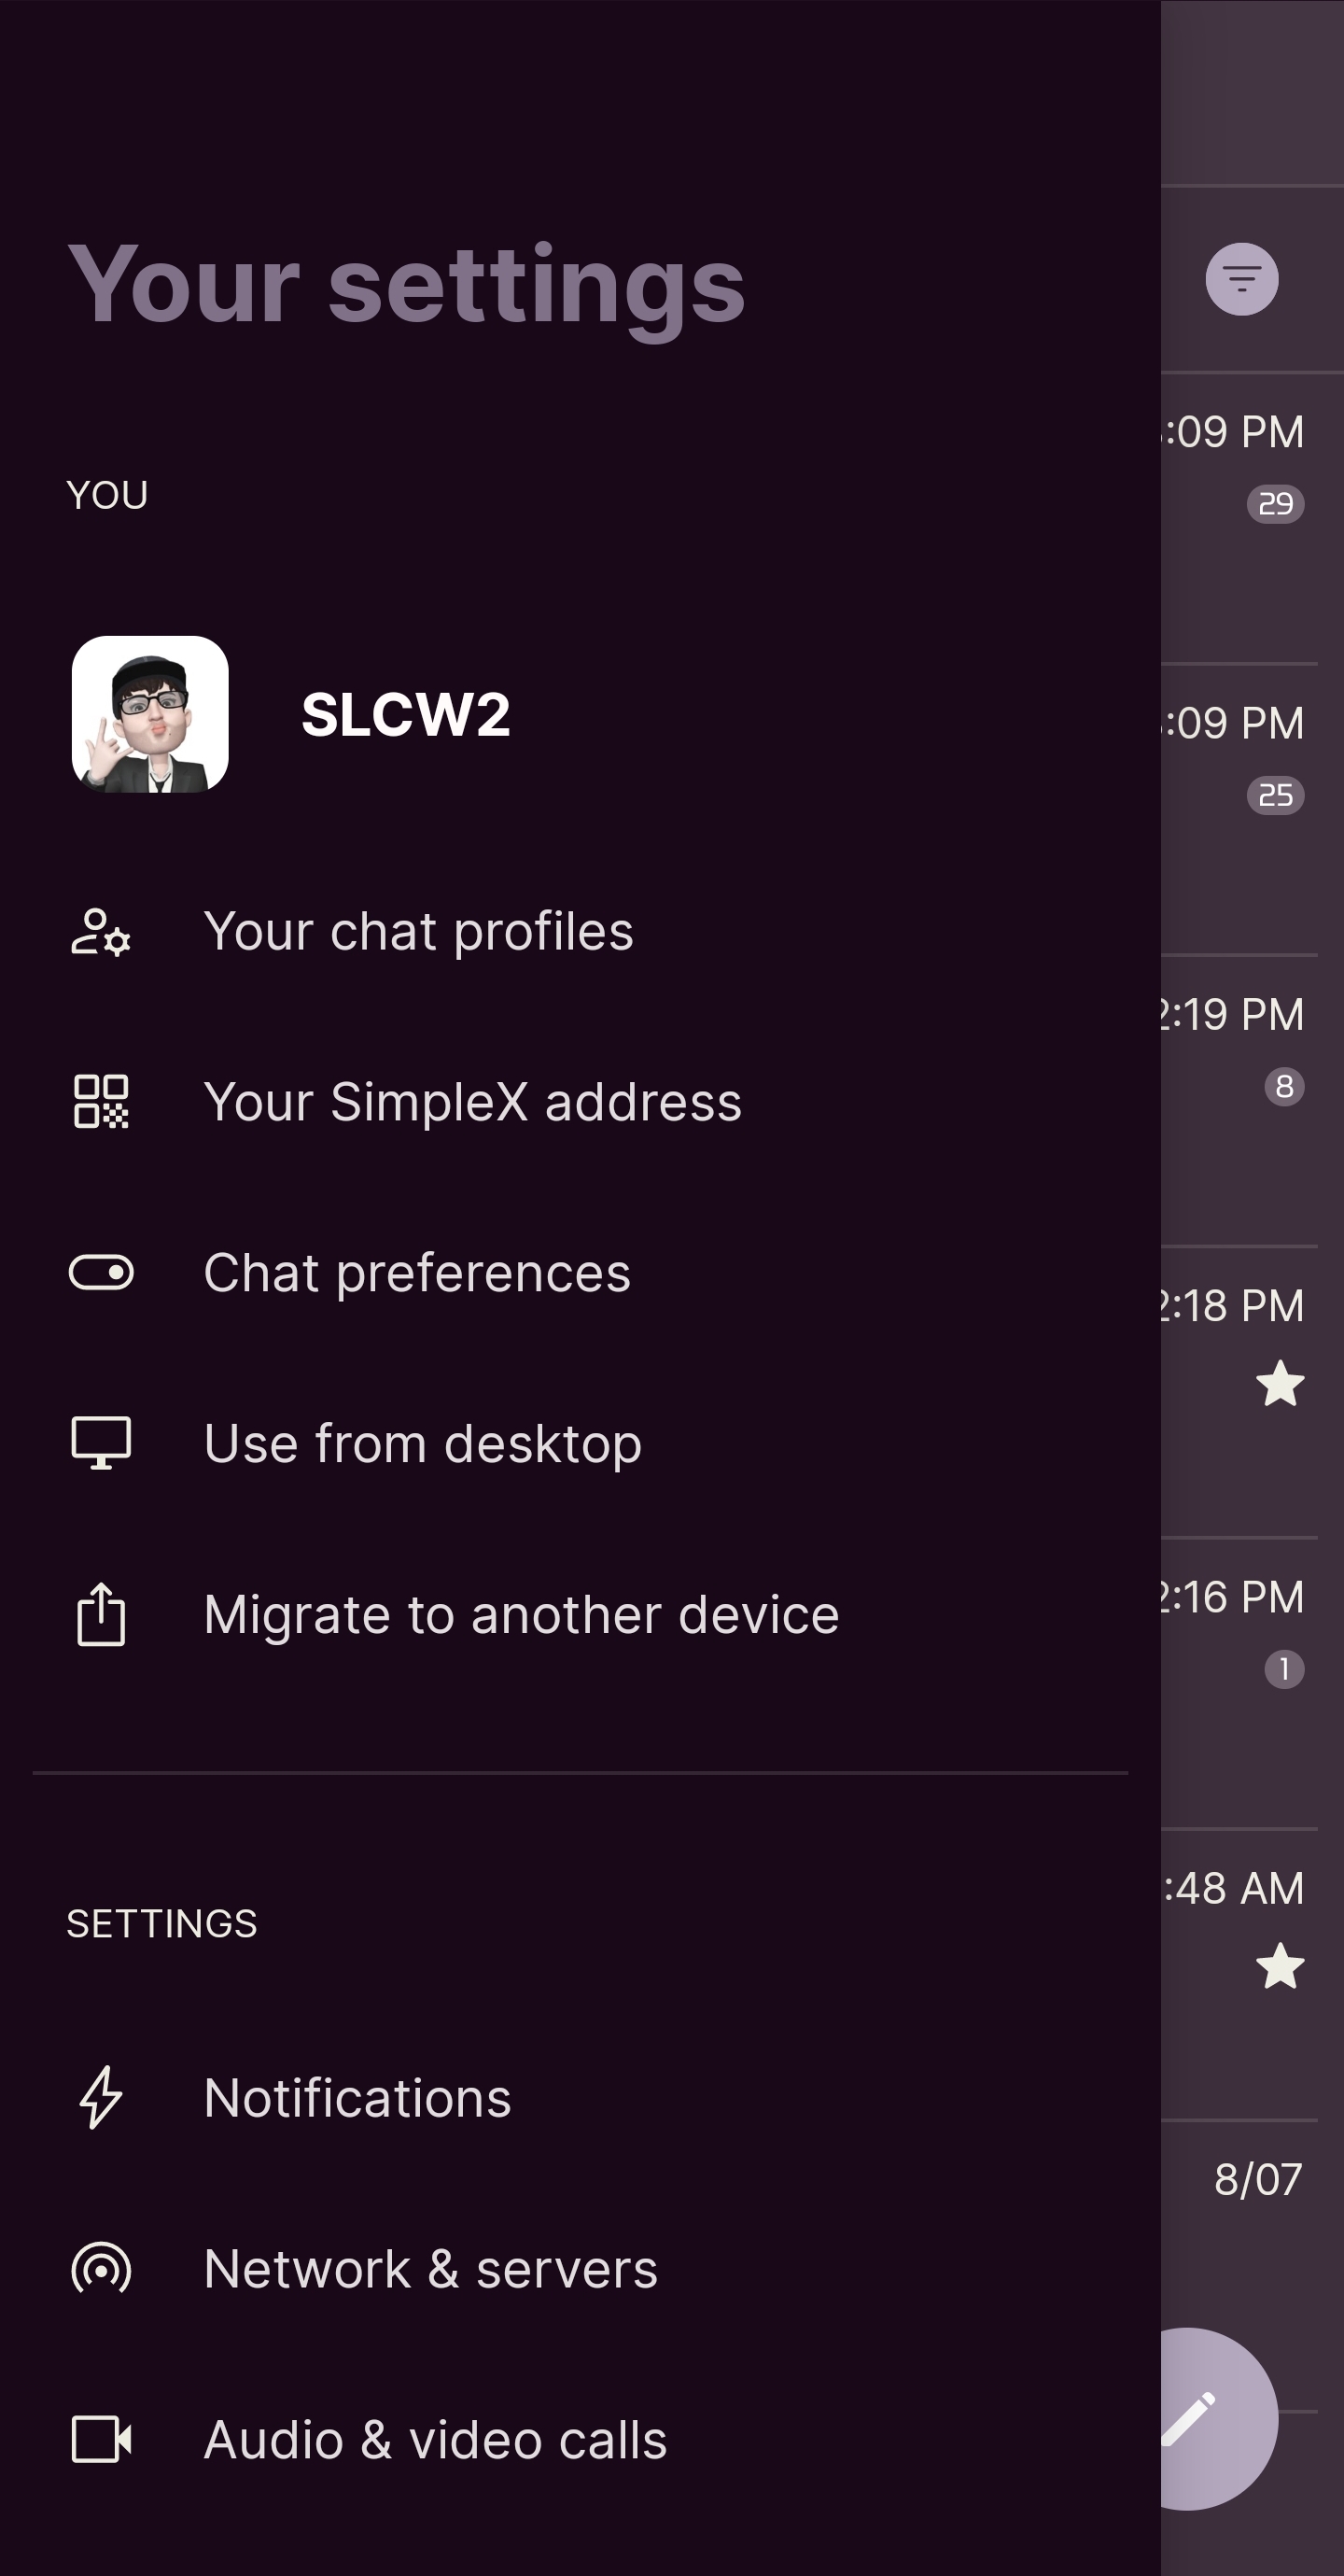 Your settings
YOU
SLCW2
Your chat profiles
Your SimpleX address
Chat preferences
Use from desktop
Migrate to another device
SETTINGS
Notifications
Network & servers
Audio & video calls
:09 PM
29
:09 PM
25
2:19 PM
8
2:18 PM
2:16 PM
1
:48 AM
8/07